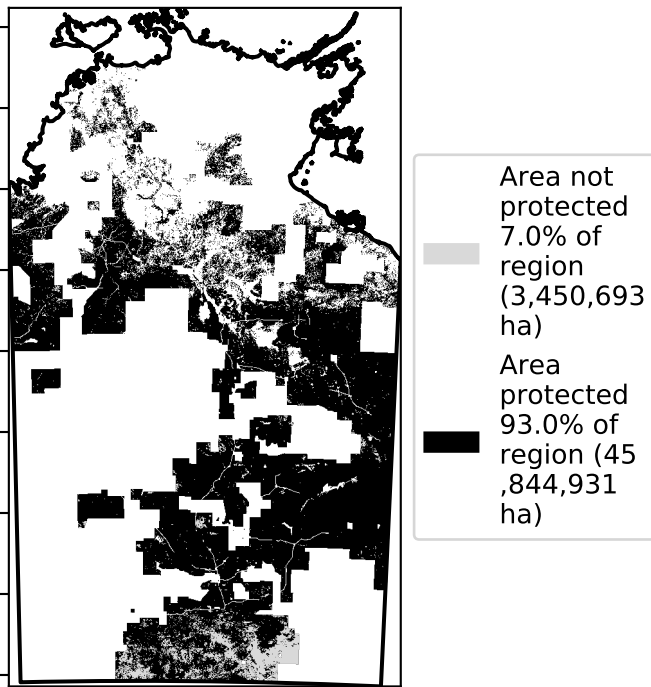 Area not
protected
7.0% of
region
(3,450,693
ha)
Area
protected
93.0% of
region (45
,844,931
ha)